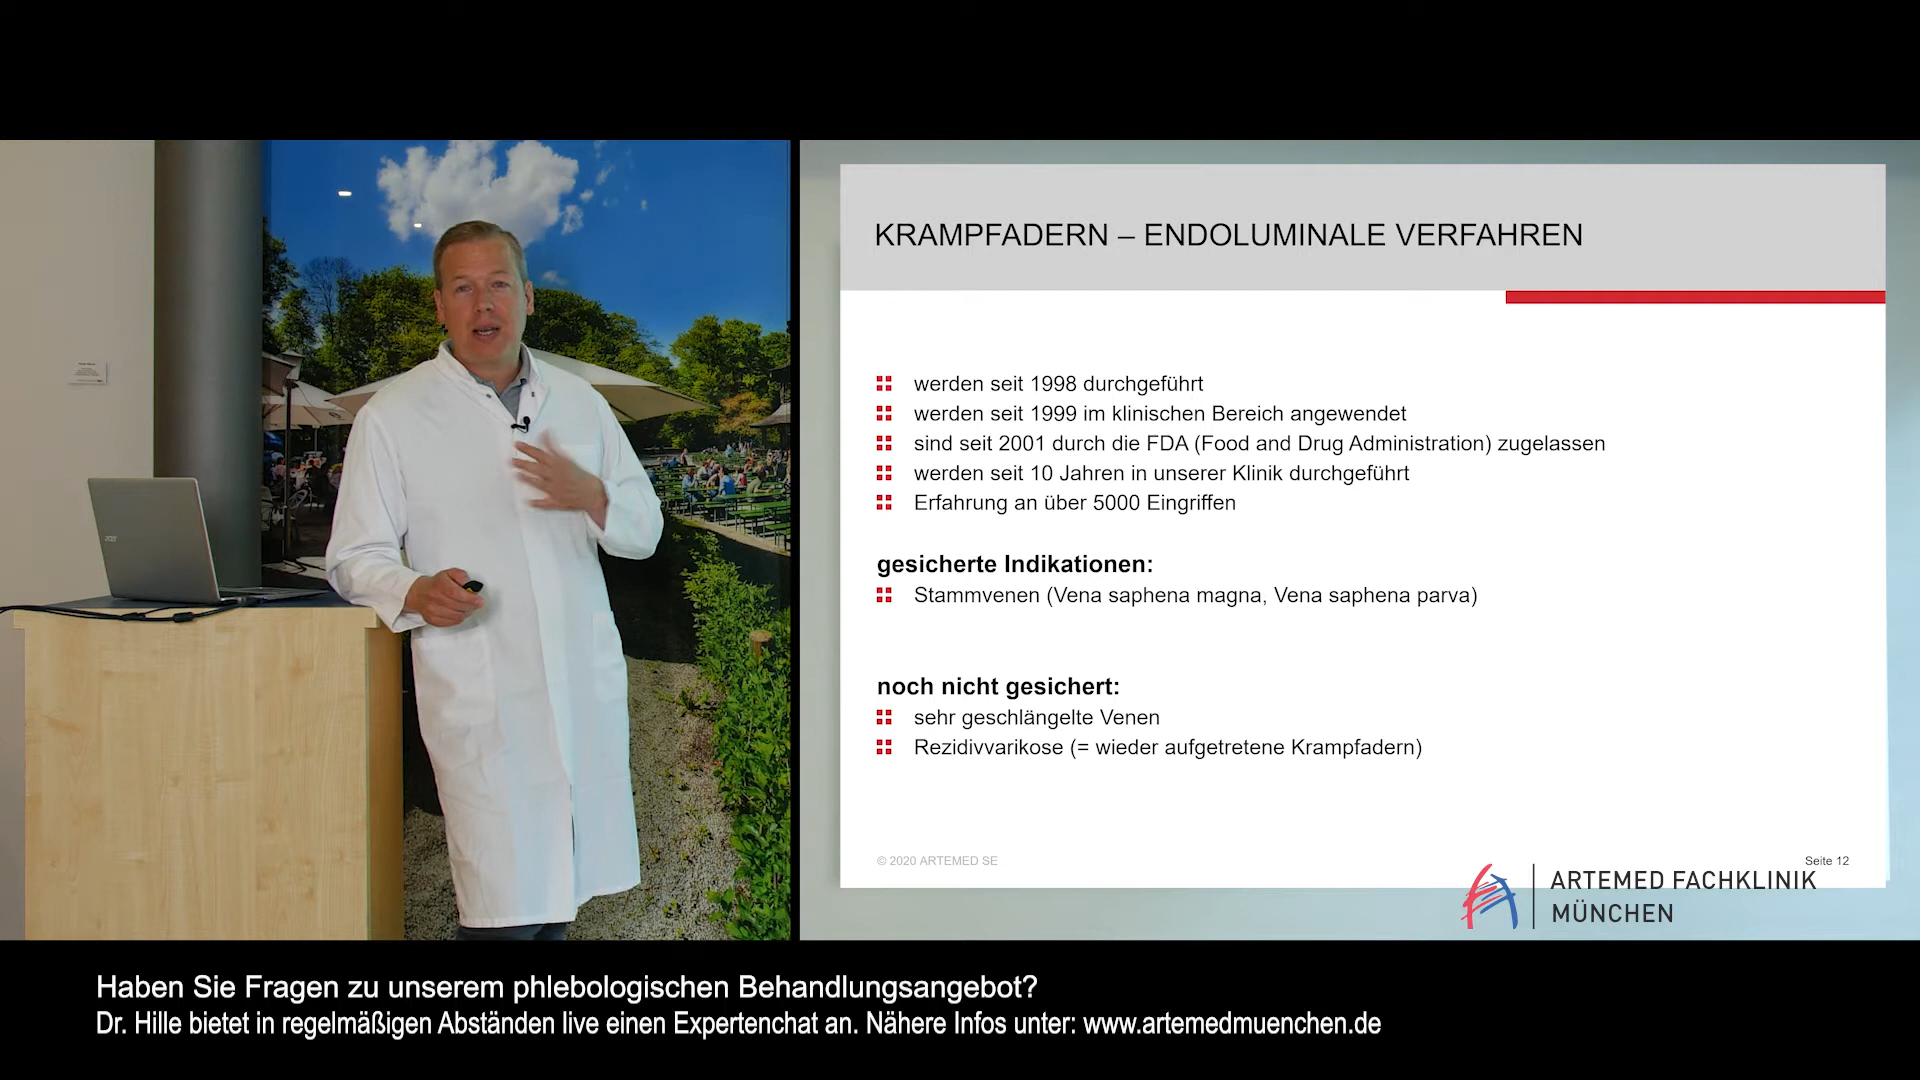 KRAMPFADERN – ENDOLUMINALE VERFAHREN
werden seit 1998 durchgeführt
werden seit 1999 im klinischen Bereich angewendet
sind seit 2001 durch die FDA (Food and Drug Administration) zugelassen
werden seit 10 Jahren in unserer Klinik durchgeführt
Erfahrung an über 5000 Eingriffen
gesicherte Indikationen:
Stammvenen (Vena saphena magna, Vena saphena parva)
noch nicht gesichert:
sehr geschlängelte Venen
Rezidivvarikose (= wieder aufgetretene Krampfadern)
© 2020 ARTEMED SE
Seite 12
ARTEMED FACHKLINIK
MÜNCHEN
acer
Haben Sie Fragen zu unserem phlebologischen Behandlungsangebot?
Dr. Hille bietet in regelmäßigen Abständen live einen Expertenchat an. Nähere Infos unter: www.artemedmuenchen.de